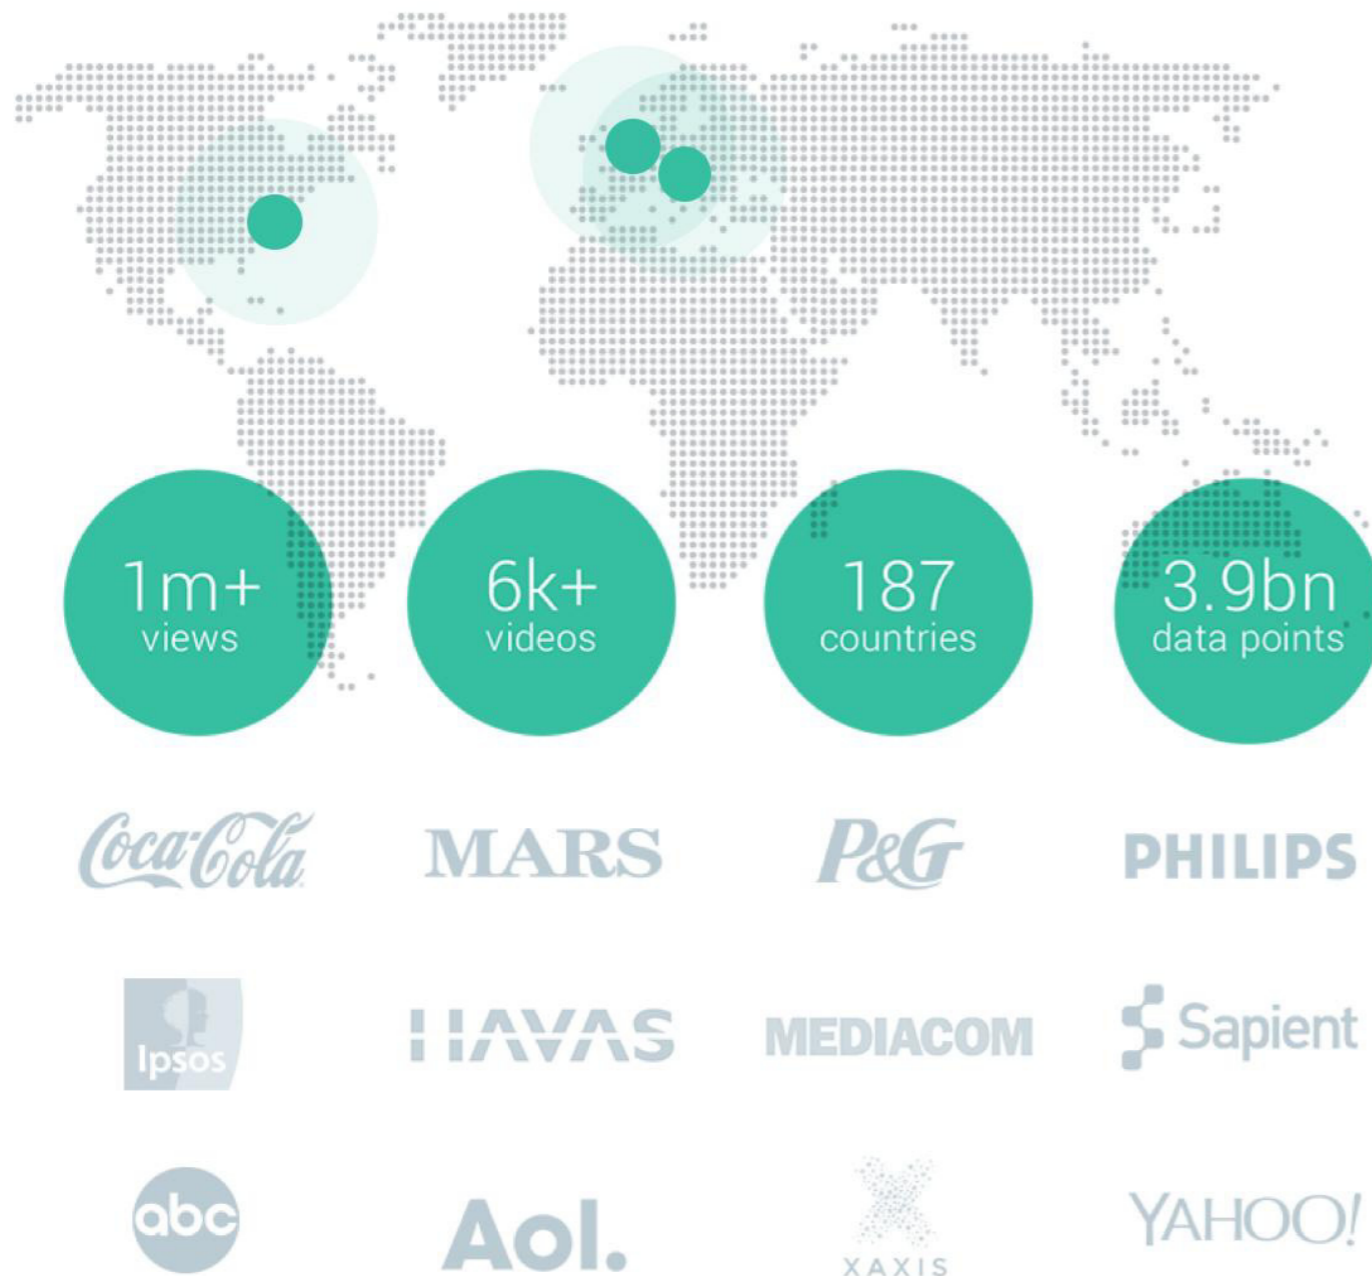 1m+
views
6k+
videos
187
countries
3.9bn
data points
Coca-Cola
MARS
P&G
PHILIPS
Ipsos
HAVAS
MEDIACOM
Sapient
abc
Aol.
XAXIS
YAHOO!